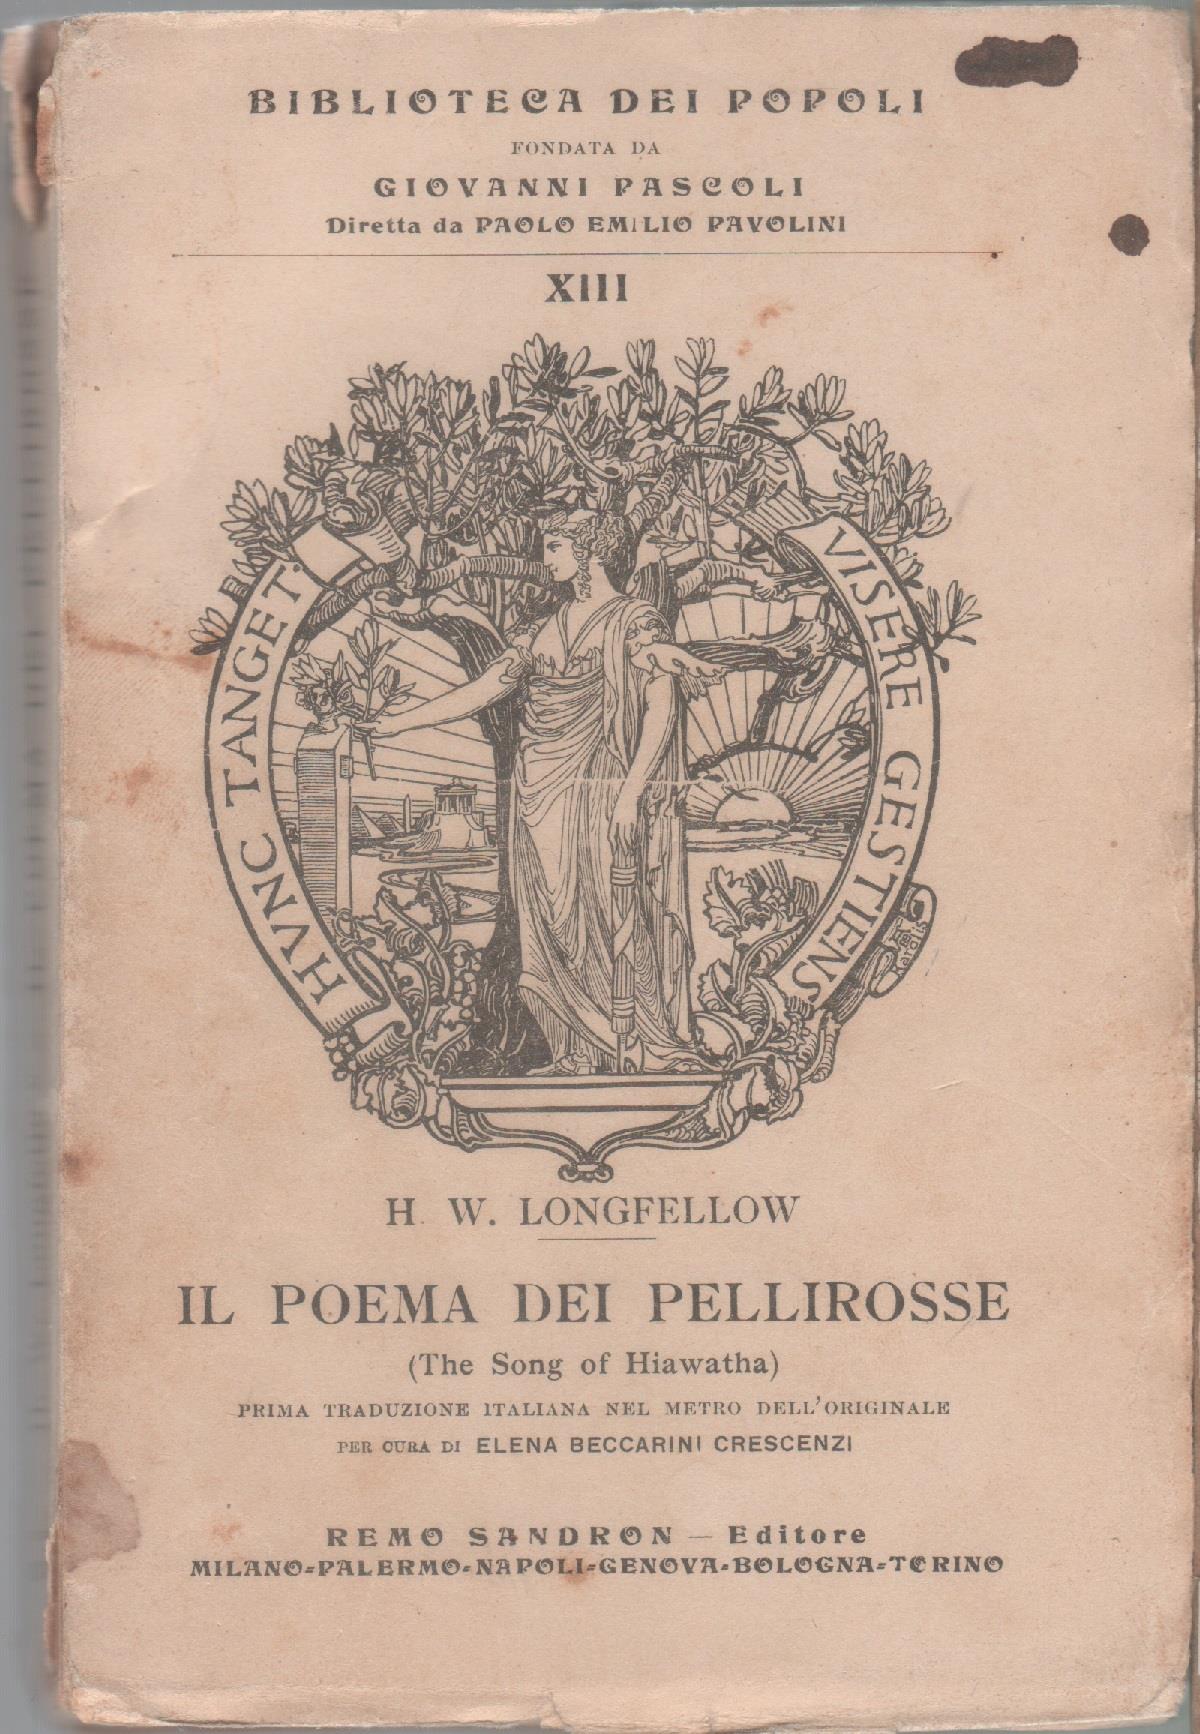 BIBLIOTECA DEI POPOLI
FONDATA DA
GIOVANNI PASCOLI
Diretta da PAOLO EMILIO PAVOLINI
XIII
HVNC TANGET
VISERE GESTIENS
Karolis
H. W. LONGFELLOW
IL POEMA DEI PELLIROSSE
(The Song of Hiawatha)
PRIMA TRADUZIONE ITALIANA NEL METRO DELL'ORIGINALE
PER CURA DI ELENA BECCARINI CRESCENZI
REMO SANDRON — Editore
MILANO-PALERMO-NAPOLI-GENOVA-BOLOGNA-TORINO